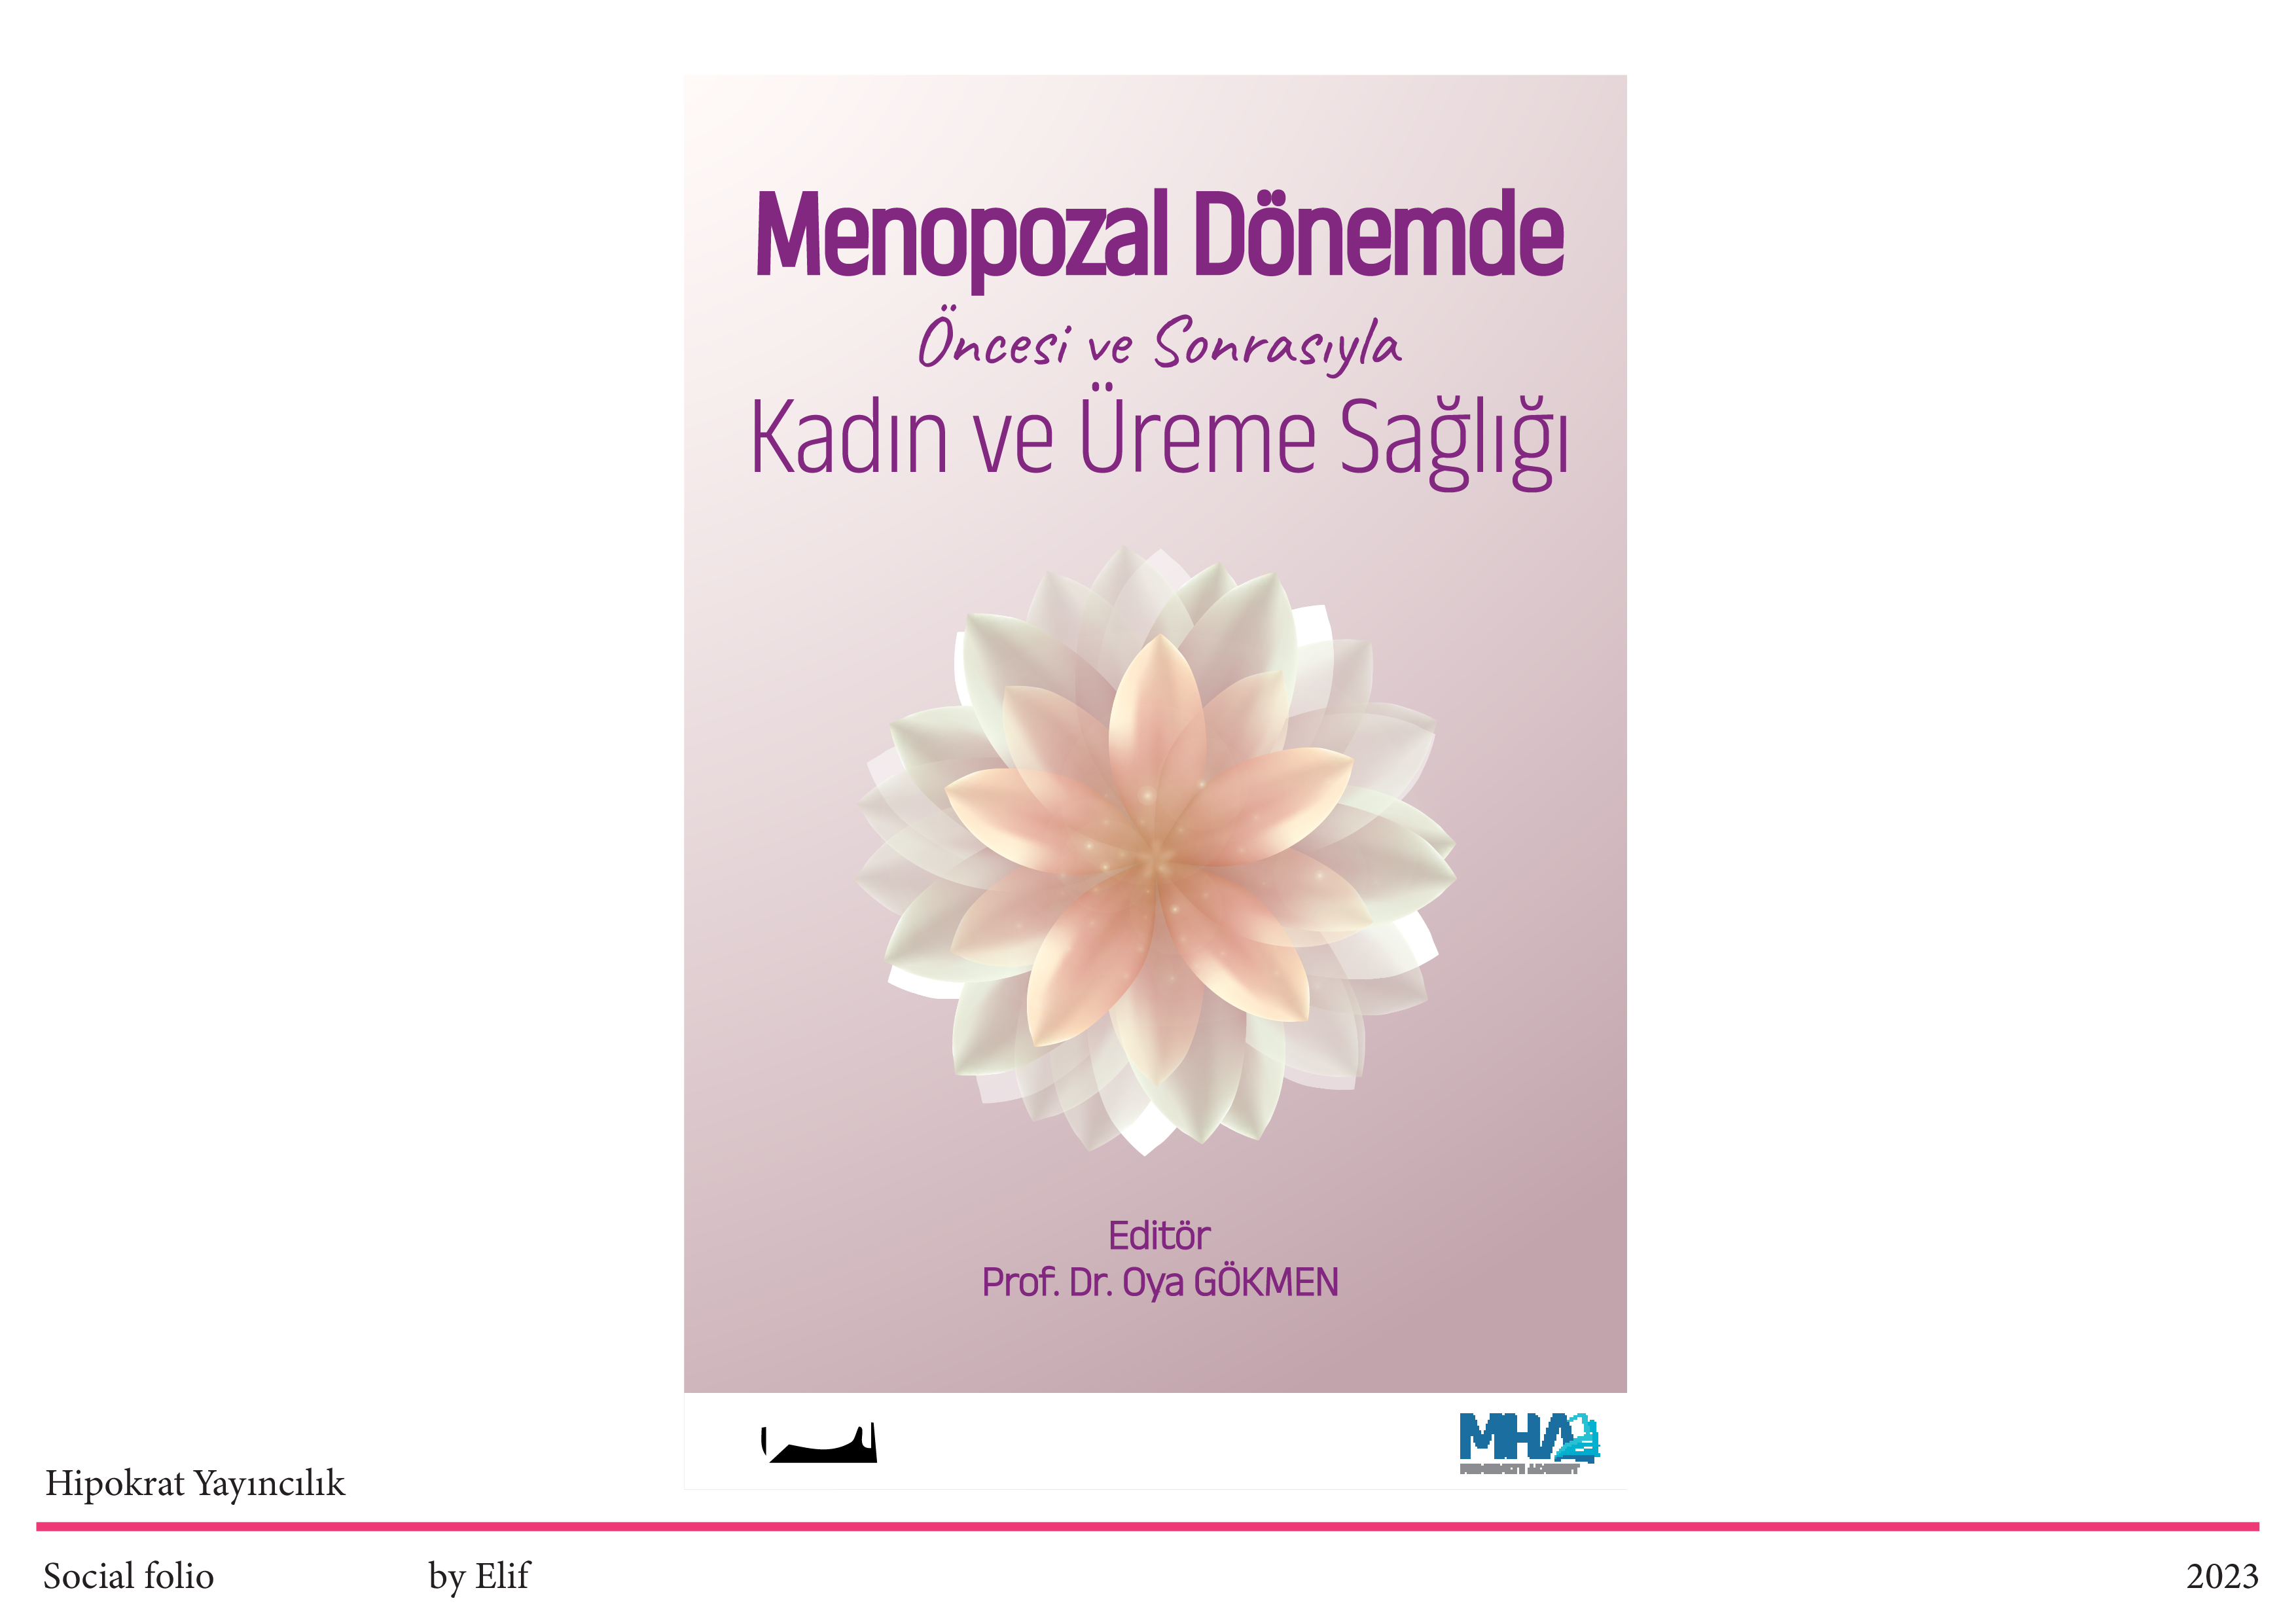 Menopozal Dönemde
Öncesi ve Sonrasıyla
Kadın ve Üreme Sağlığı
Editör
Prof. Dr. Oya GÖKMEN
MHA
Hipokrat Yayıncılık
Social folio
by Elif
2023